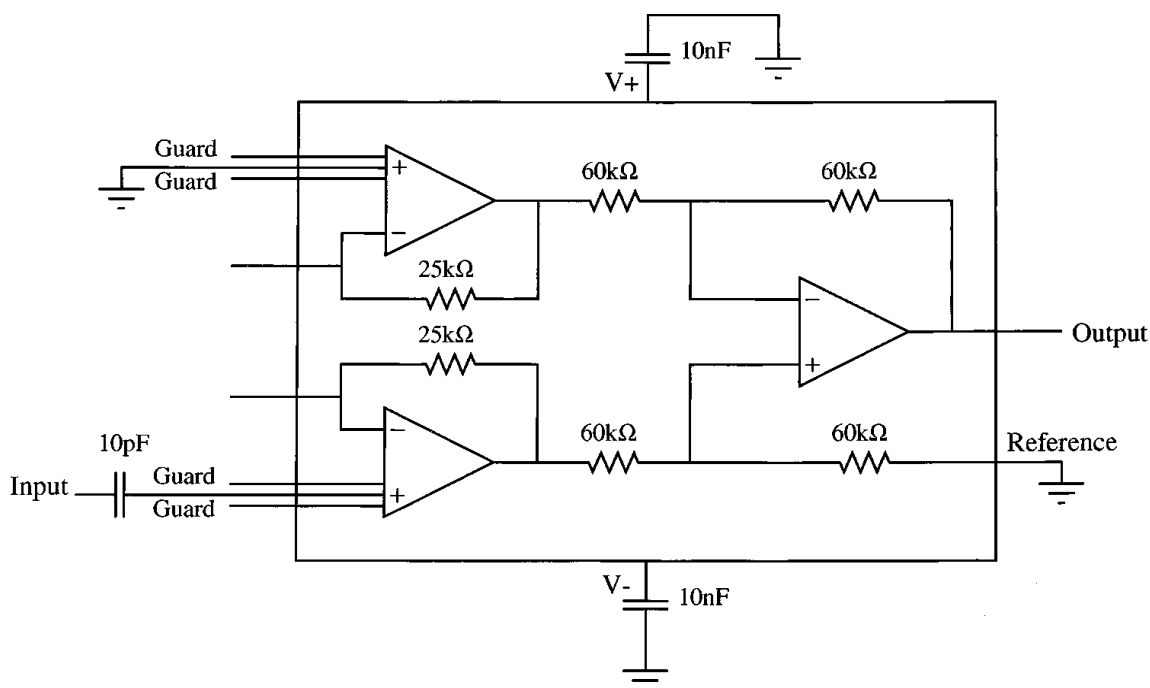 10nF
V+
Guard
+
Guard
60kΩ
60kΩ
−
25kΩ
−
25kΩ
Output
+
10pF
−
60kΩ
60kΩ
Reference
Input
Guard
+
Guard
V-
10nF